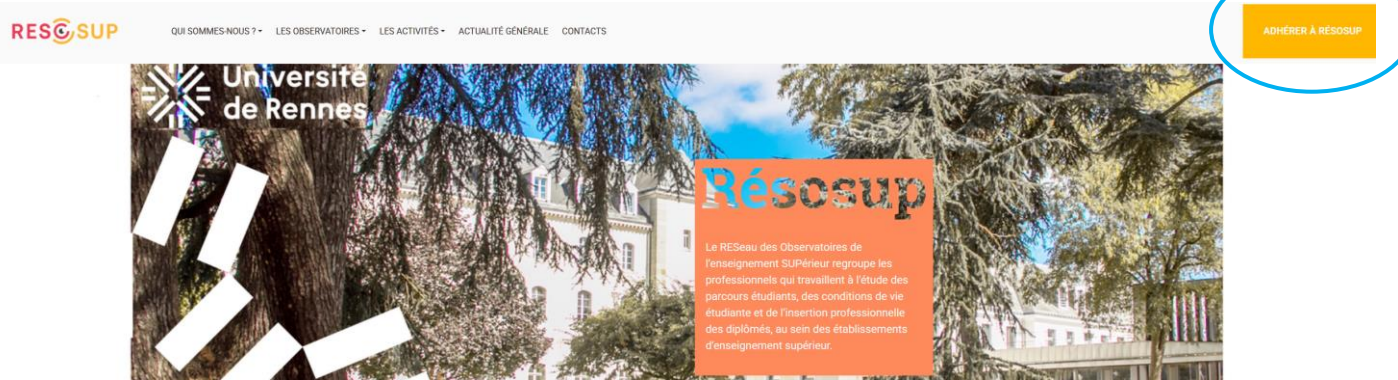 RESOSUP
QUI SOMMES-NOUS ? LES OBSERVATOIRES LES ACTIVITÉS ACTUALITÉ GÉNÉRALE CONTACTS
ADHÉRER À RÉSOSUP
Université
de Rennes
Résosup
Le RESeau des Observatoires de
l'enseignement SUPérieur regroupe les
professionnels qui travaillent à l'étude des
parcours étudiants, des conditions de vie
étudiante et de l'insertion professionnelle
des diplômés, au sein des établissements
d'enseignement supérieur.